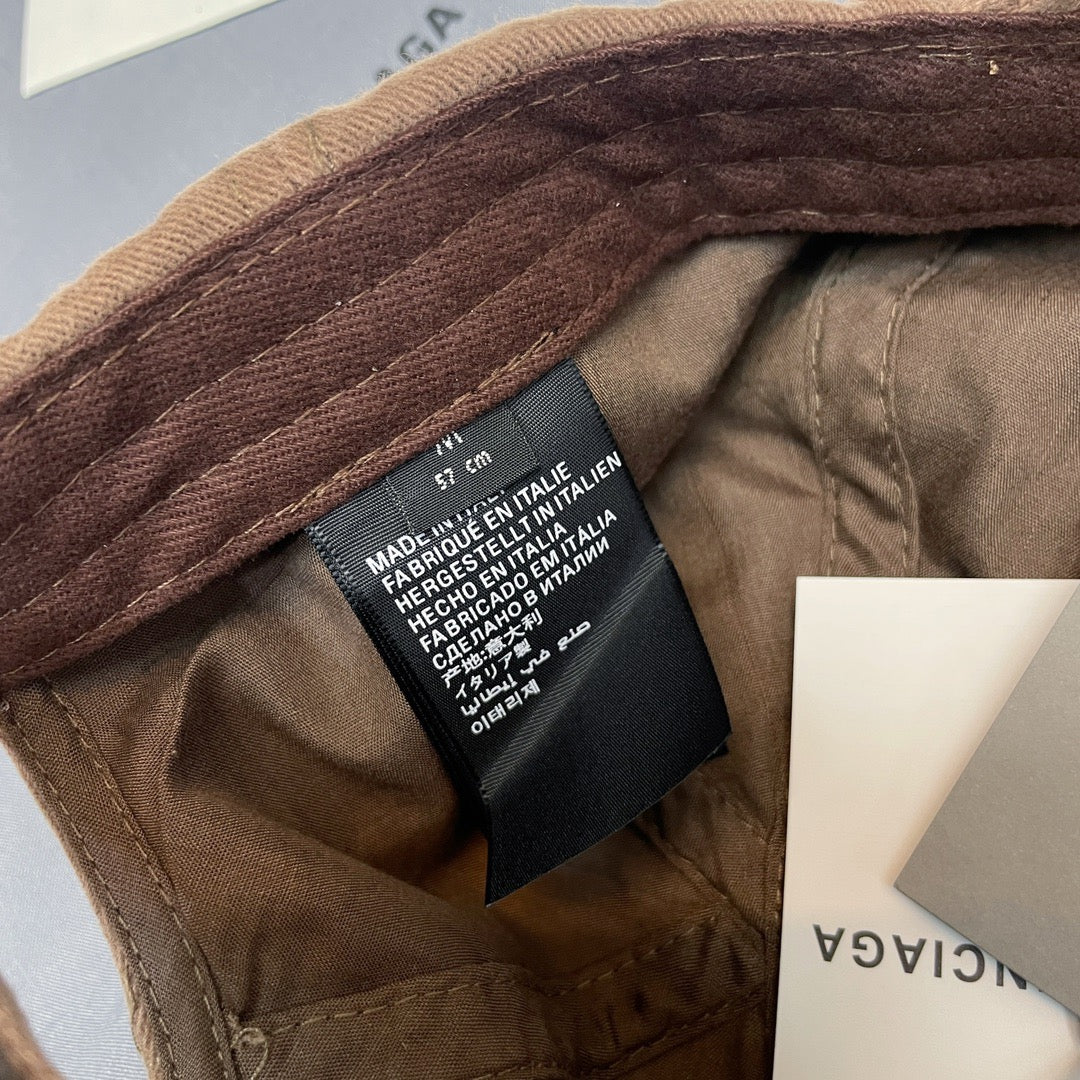 AGA
57 cm
MADE IN ITALY
FABRIQUÉ EN ITALIE
HERGESTELLT IN ITALIEN
HECHO EN ITALIA
FABRICADO EM ITÁLIA
СДЕЛАНО В ИТАЛИИ
产地:意大利
イタリア製
صنع في إيطاليا
이태리제
NCIAGA